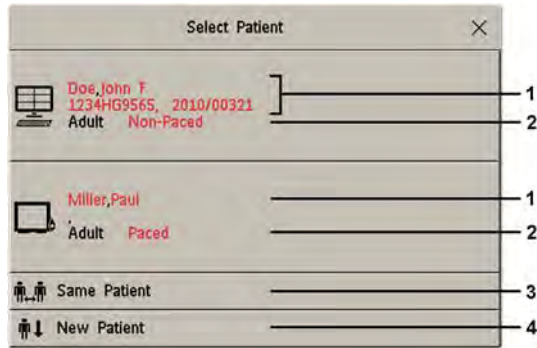 Select Patient
Doe,John T
1234HG9565, 2010/00321
1
Adult Non-Paced
2
Miller,Paul
1
,
Adult Paced
2
Same Patient
3
New Patient
4